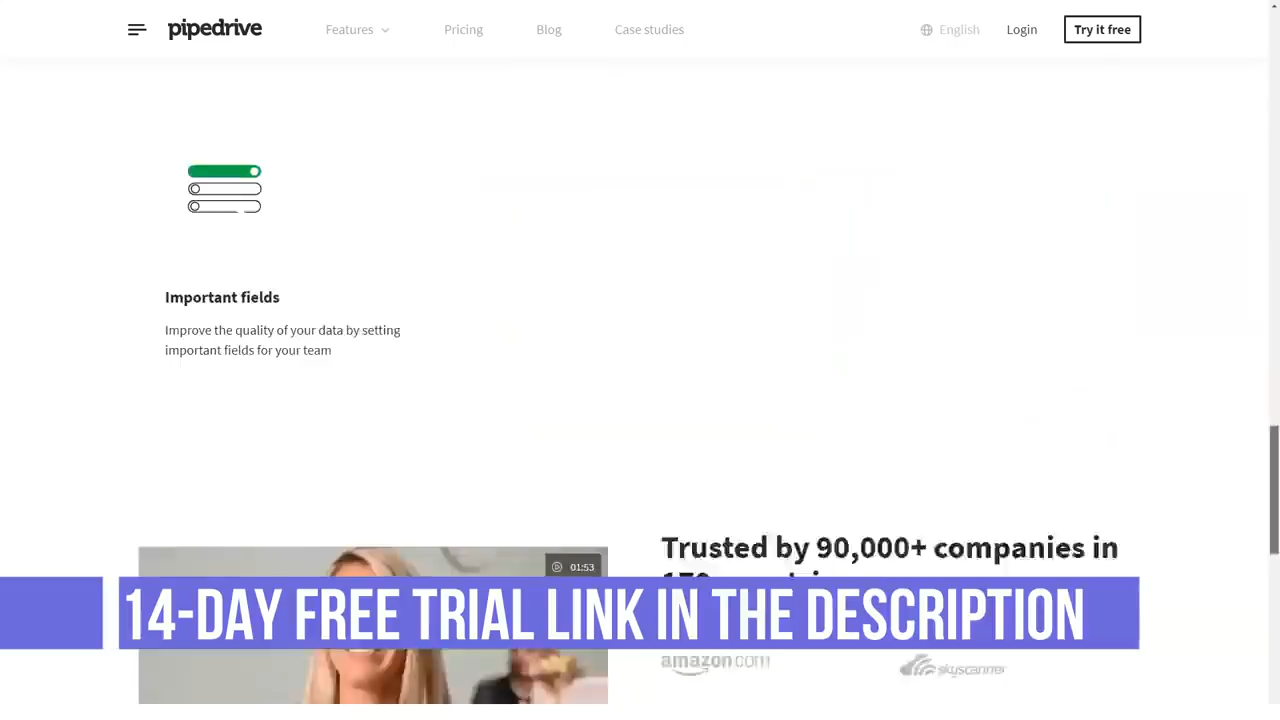 pipedrive
Features
Pricing
Blog
Case studies
English
Login
Try it free
Important fields
Improve the quality of your data by setting
important fields for your team
Trusted by 90,000+ companies in
01:53
14-DAY FREE TRIAL LINK IN THE DESCRIPTION
amazon.com
skyscanner